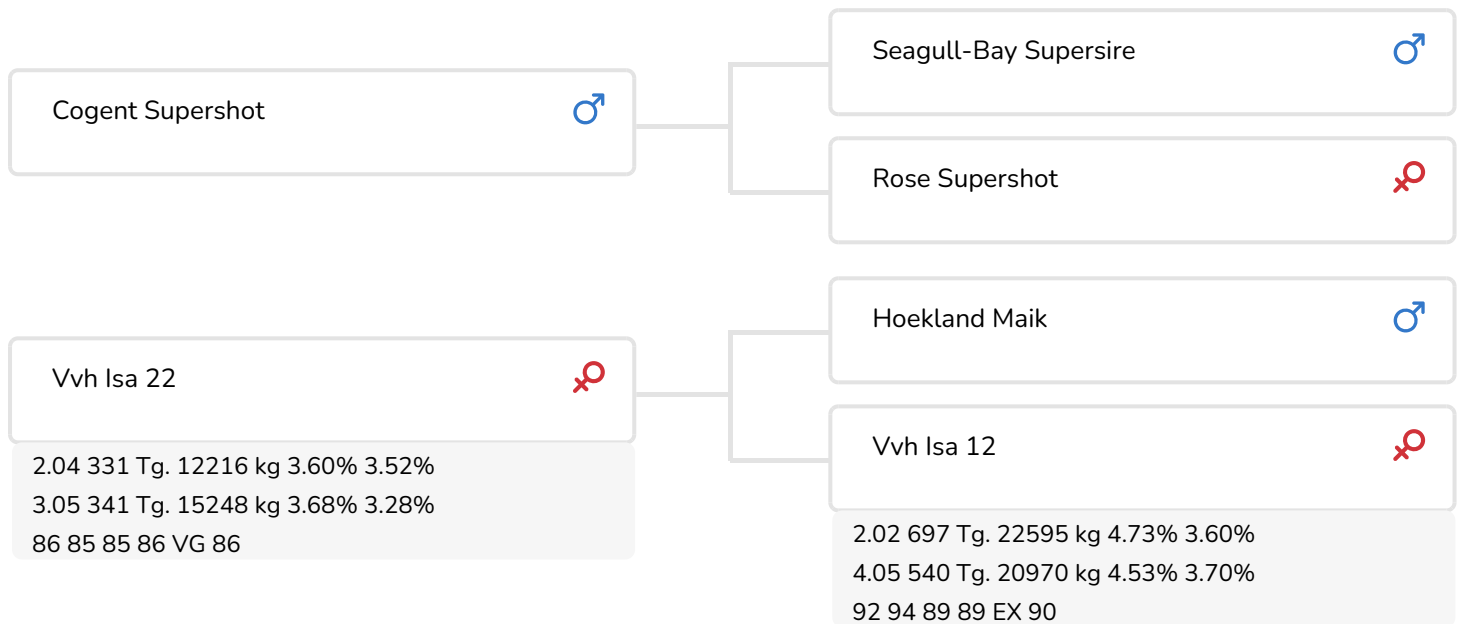 Cogent Supershot
Seagull-Bay Supersire
Rose Supershot
Vvh Isa 22
2.04 331 Tg. 12216 kg 3.60% 3.52%
3.05 341 Tg. 15248 kg 3.68% 3.28%
86 85 85 86 VG 86
Hoekland Maik
Vvh Isa 12
2.02 697 Tg. 22595 kg 4.73% 3.60%
4.05 540 Tg. 20970 kg 4.53% 3.70%
92 94 89 89 EX 90